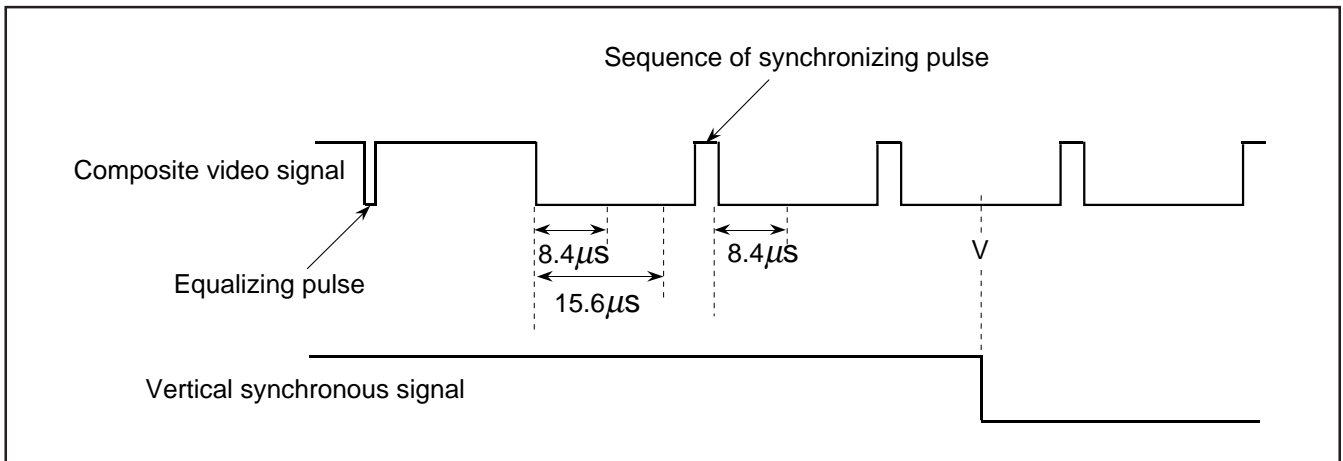 Sequence of synchronizing pulse
Composite video signal
8.4μs
8.4μs
V
Equalizing pulse
15.6μs
Vertical synchronous signal